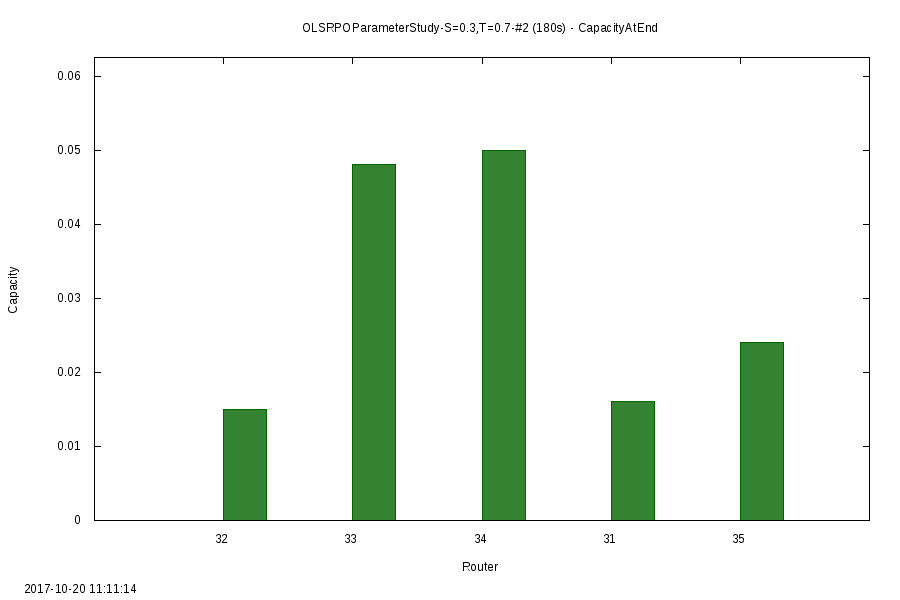 OLSRPOParameterStudy-S=0.3,T=0.7-#2 (180s) - CapacityAtEnd
0.06
0.05
0.04
0.03
0.02
0.01
0
Capacity
32 33 34 31 35
Router
2017-10-20 11:11:14